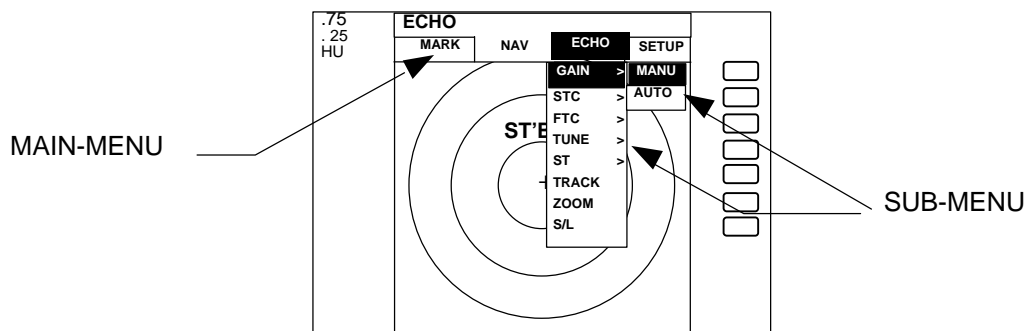 .75
. 25
HU
ECHO
MARK NAV ECHO SETUP
GAIN > MANU
STC > AUTO
FTC >
TUNE >
ST >
TRACK
ZOOM
S/L
MAIN-MENU
SUB-MENU